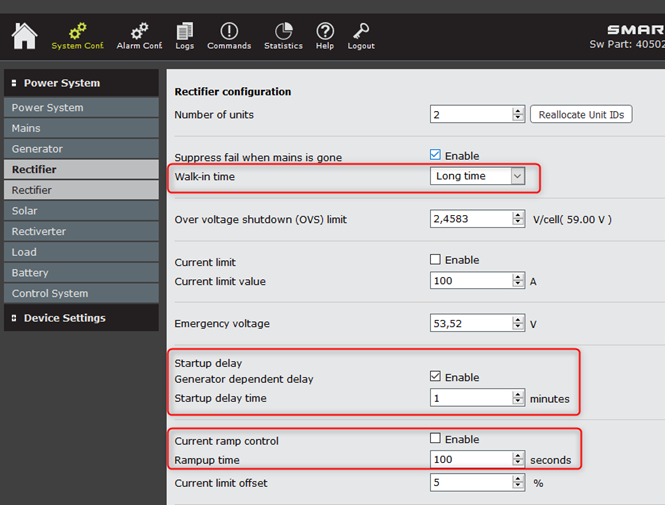 SMAR
Sw Part: 40502
System Conf.
Alarm Conf.
Logs
Commands
Statistics
Help
Logout
Power System
Power System
Mains
Generator
Rectifier
Rectifier
Solar
Rectiverter
Load
Battery
Control System
Device Settings
Rectifier configuration
Number of units 2 Reallocate Unit IDs
Suppress fail when mains is gone Enable
Walk-in time Long time
Over voltage shutdown (OVS) limit 2,4583 V/cell( 59.00 V )
Current limit Enable
Current limit value 100 A
Emergency voltage 53,52 V
Startup delay
Generator dependent delay Enable
Startup delay time 1 minutes
Current ramp control Enable
Rampup time 100 seconds
Current limit offset 5 %